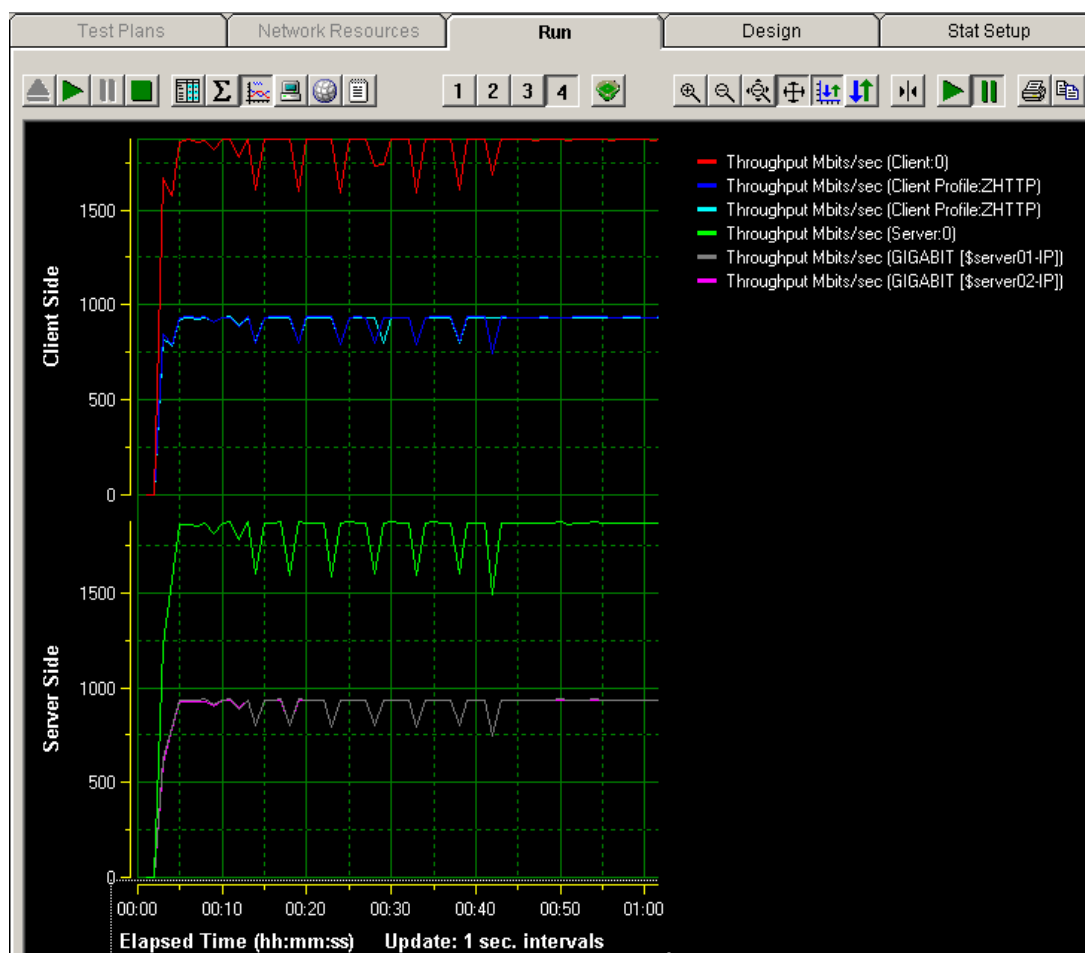 Test Plans Network Resources Run Design Stat Setup
1 2 3 4
Throughput Mbits/sec (Client:0)
Throughput Mbits/sec (Client Profile:ZHTTP)
Throughput Mbits/sec (Client Profile:ZHTTP)
Throughput Mbits/sec (Server:0)
Throughput Mbits/sec (GIGABIT [$server01-IP])
Throughput Mbits/sec (GIGABIT [$server02-IP])
Client Side
1500
1000
500
0
Server Side
1500
1000
500
0
00:00 00:10 00:20 00:30 00:40 00:50 01:00
Elapsed Time (hh:mm:ss) Update: 1 sec. intervals